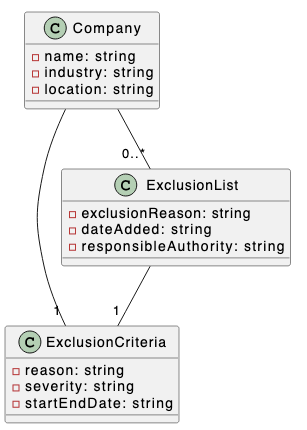 C Company
name: string
industry: string
location: string
0..*
C ExclusionList
exclusionReason: string
dateAdded: string
responsibleAuthority: string
1
1
C ExclusionCriteria
reason: string
severity: string
startEndDate: string